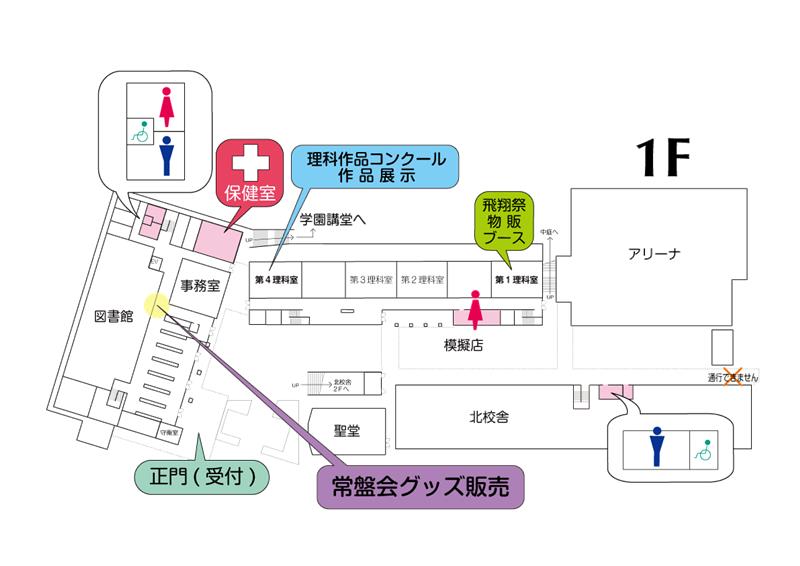 1F
保健室
理科作品コンクール
作品展示
飛翔祭
物販
ブース
学園講堂へ
UP
中庭へ
アリーナ
事務室
EV
第4理科室
第3理科室
第2理科室
第1理科室
UP
図書館
模擬店
通行できません
UP
北校舎
2Fへ
北校舎
聖堂
守衛室
正門(受付)
常盤会グッズ販売